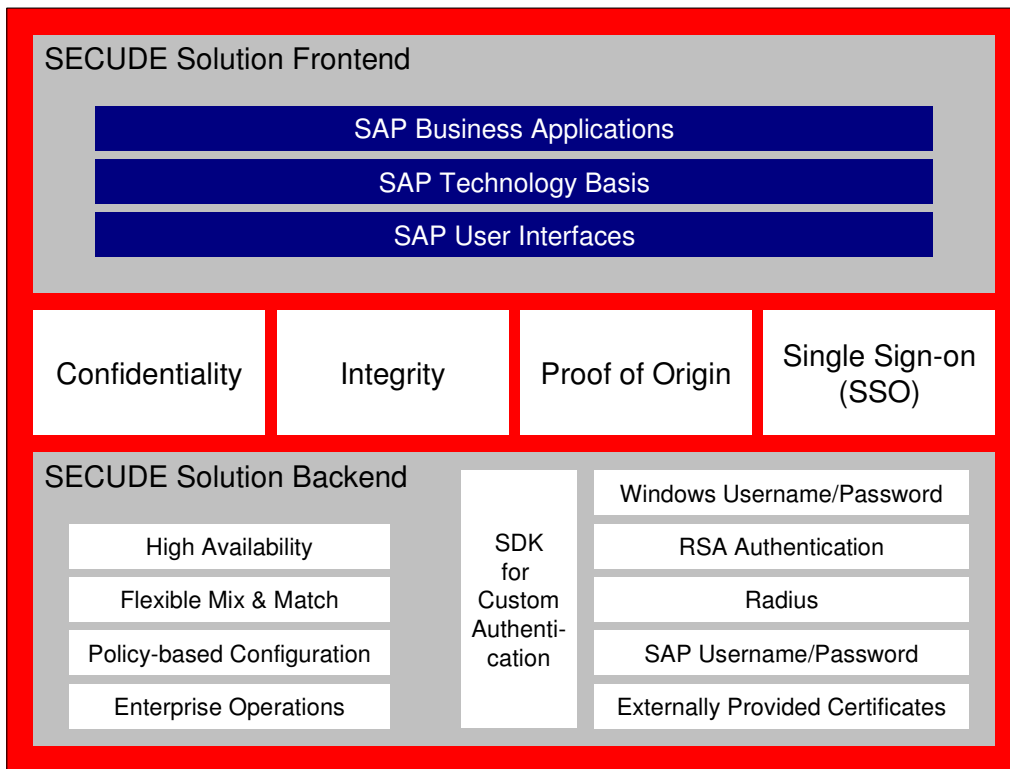 SECUDE Solution Frontend
SAP Business Applications
SAP Technology Basis
SAP User Interfaces
Confidentiality
Integrity
Proof of Origin
Single Sign-on
(SSO)
SECUDE Solution Backend
High Availability
Flexible Mix & Match
Policy-based Configuration
Enterprise Operations
SDK
for
Custom
Authenti-
cation
Windows Username/Password
RSA Authentication
Radius
SAP Username/Password
Externally Provided Certificates